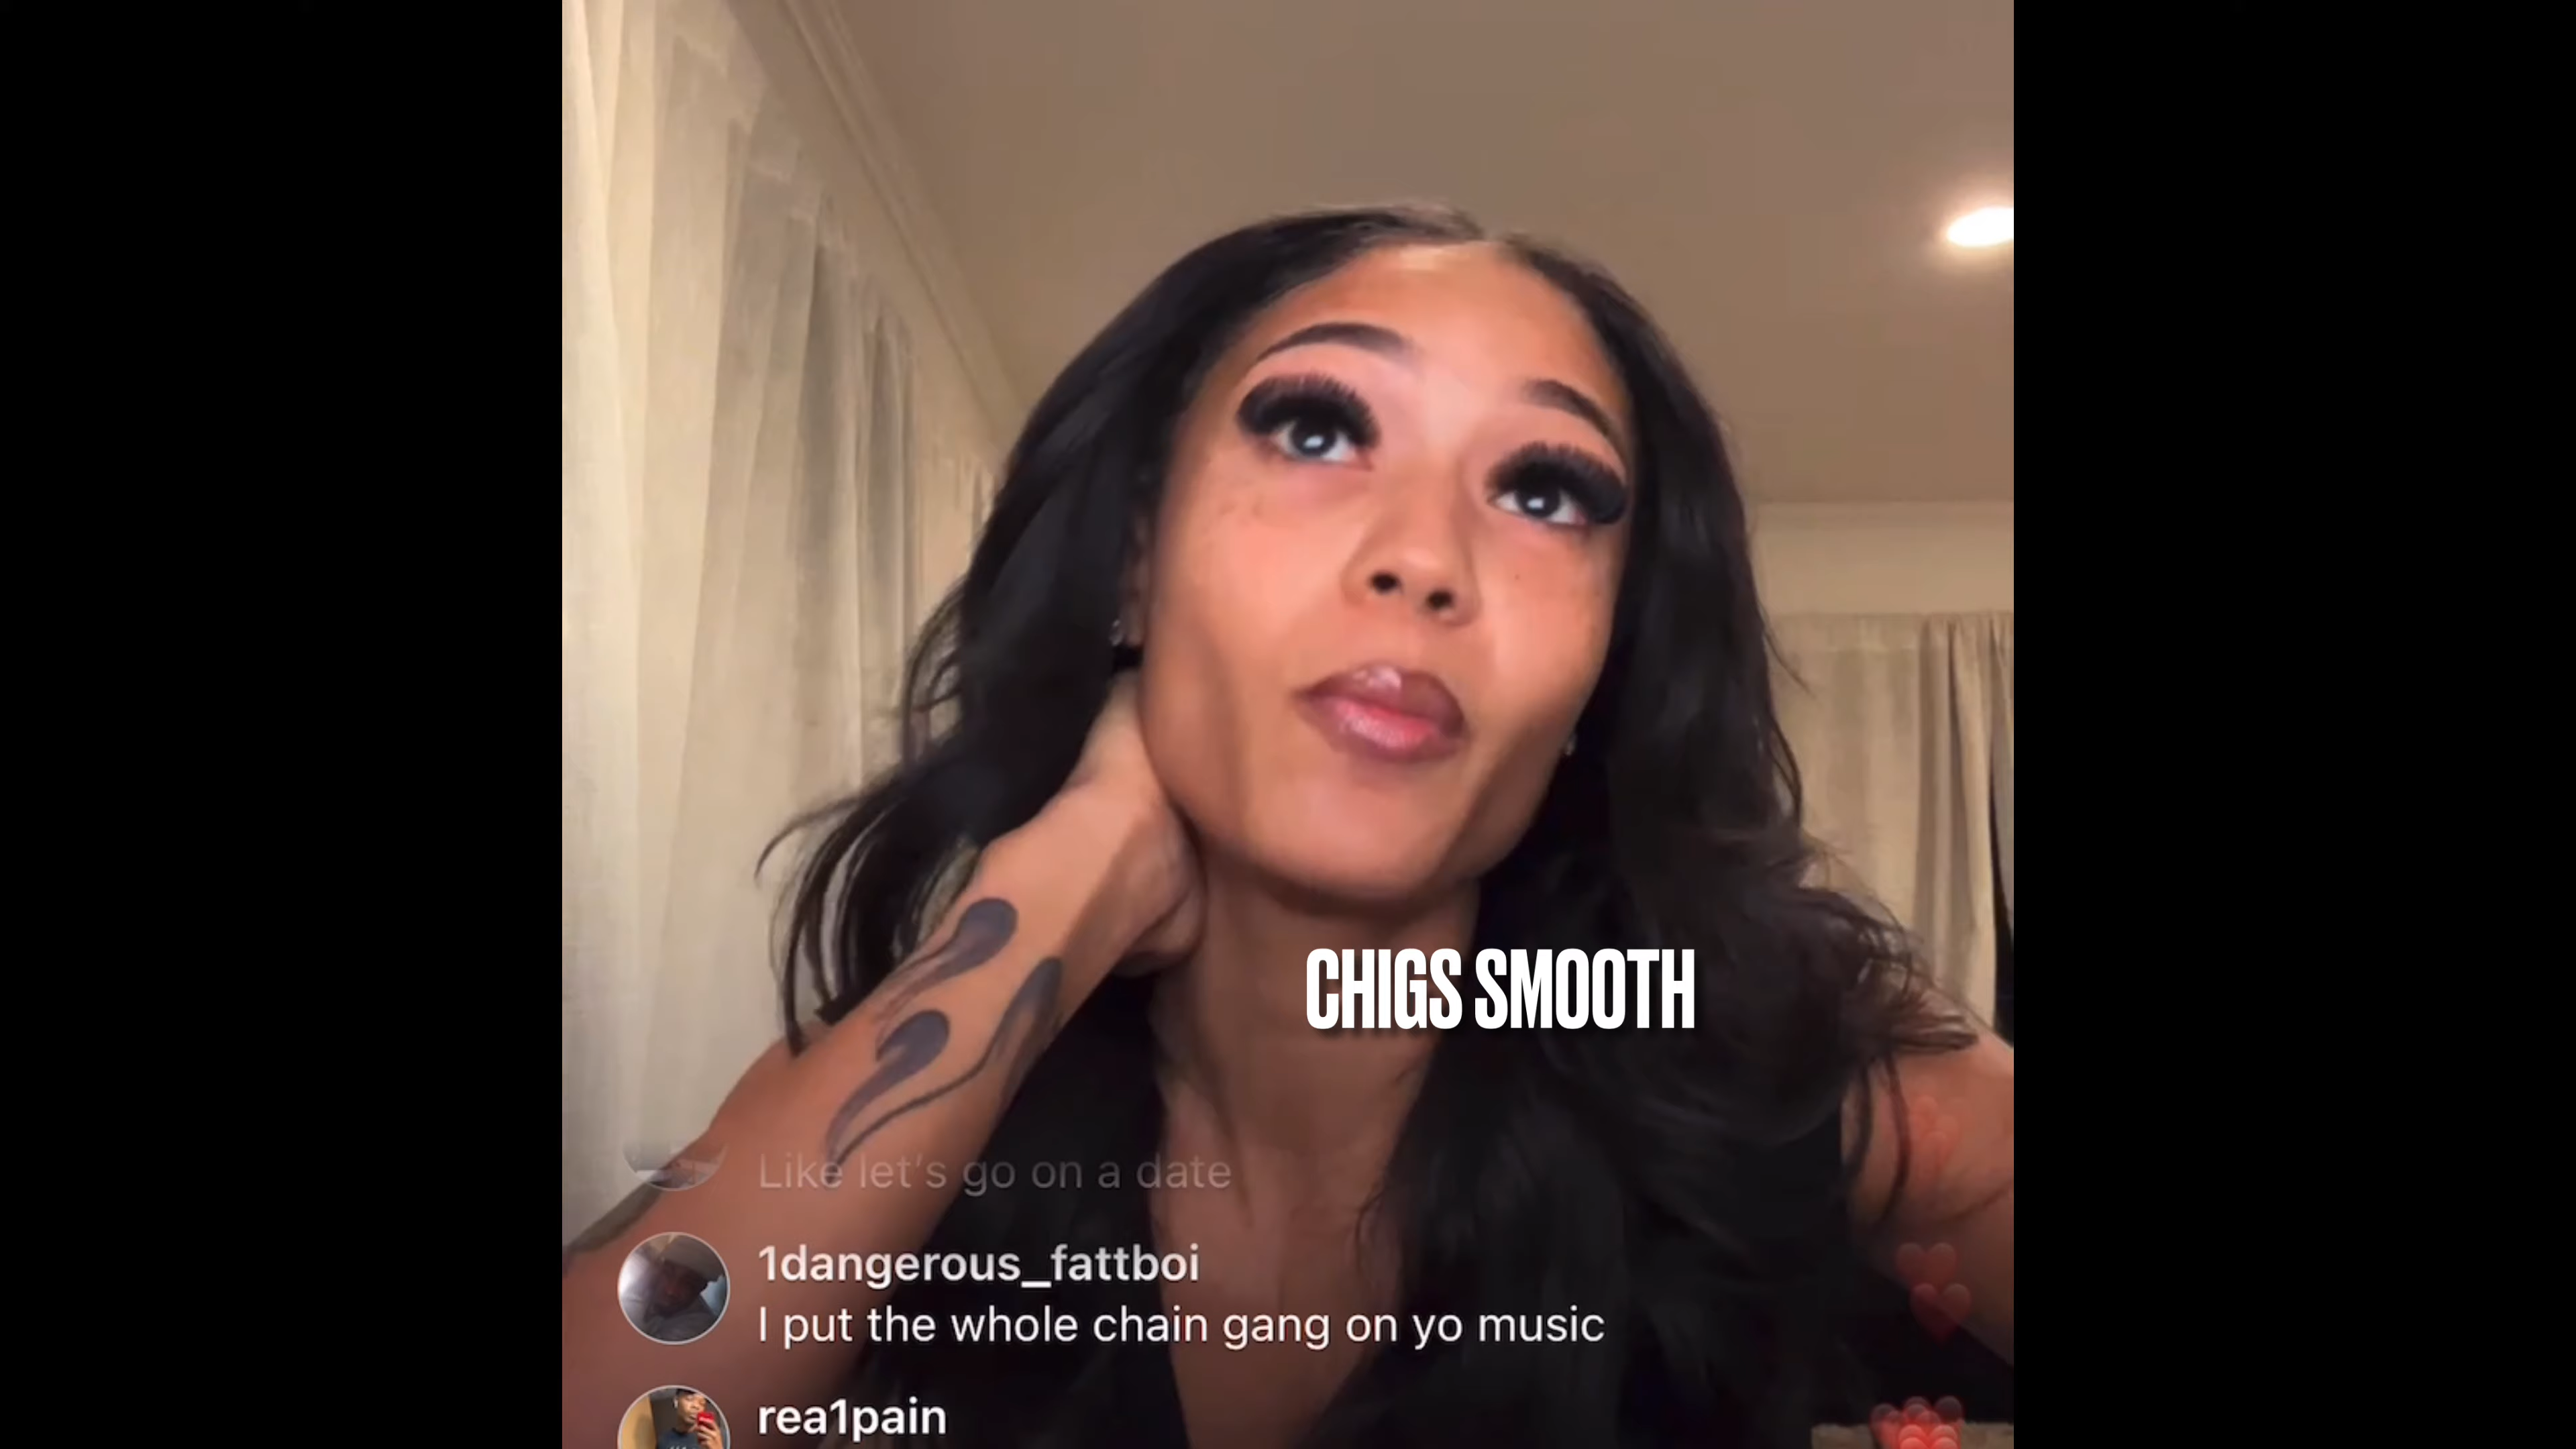 CHIGS SMOOTH
Like let's go on a date
1dangerous_fattboi
I put the whole chain gang on yo music
rea1pain